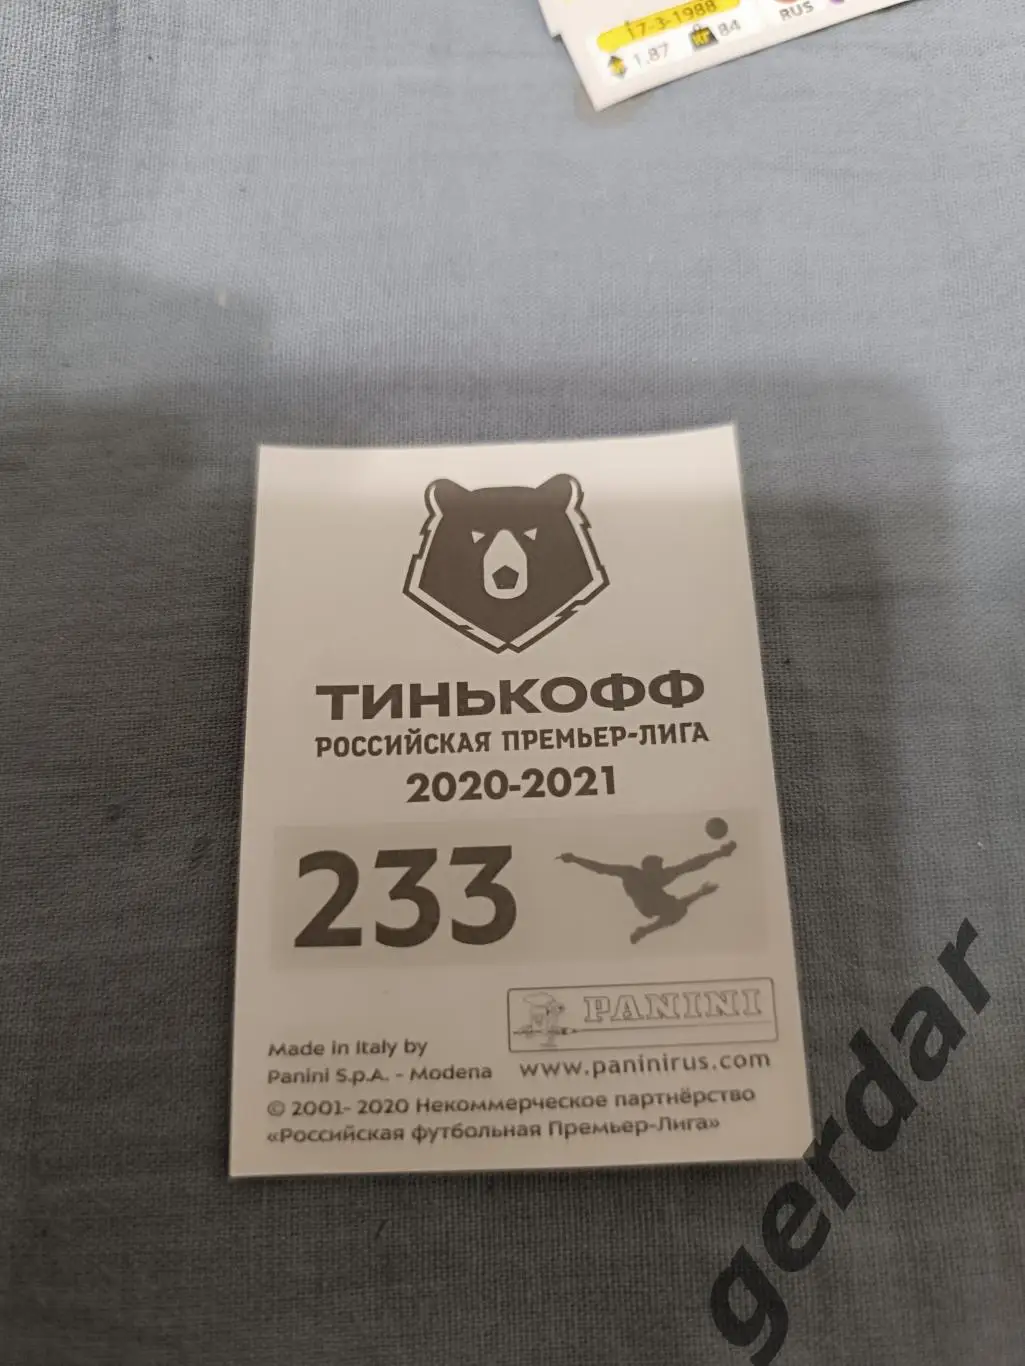 17-3-1988
1.87 КГ 84 RUS
ТИНЬКОФФ
РОССИЙСКАЯ ПРЕМЬЕР-ЛИГА
2020-2021
233
PANINI
Made in Italy by
Panini S.p.A. - Modena www.paninirus.com
© 2001- 2020 Некоммерческое партнёрство
«Российская футбольная Премьер-Лига»
gerdar